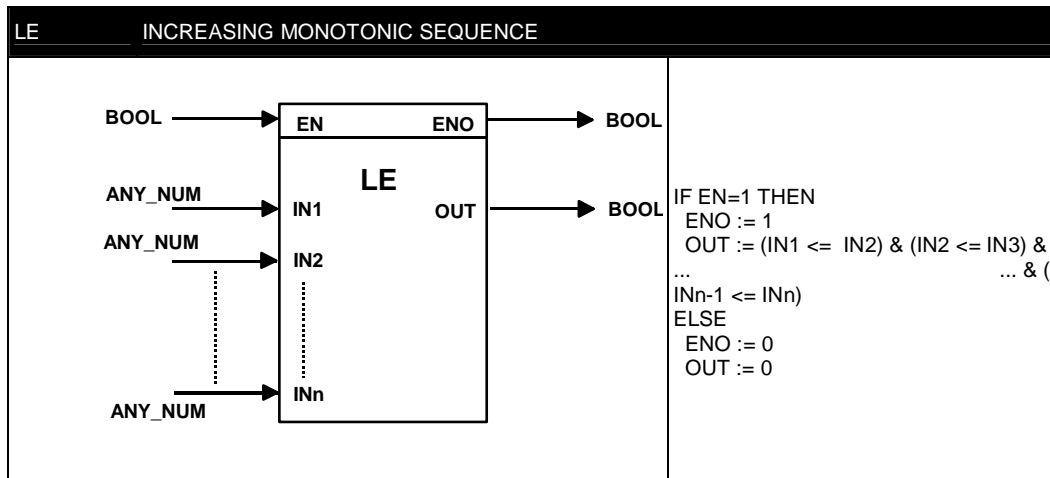 LE INCREASING MONOTONIC SEQUENCE
BOOL EN ENO BOOL
LE
ANY_NUM IN1 OUT BOOL
ANY_NUM IN2
INn
ANY_NUM
IF EN=1 THEN
ENO := 1
OUT := (IN1 <= IN2) & (IN2 <= IN3) &
... ... & (
INn-1 <= INn)
ELSE
ENO := 0
OUT := 0